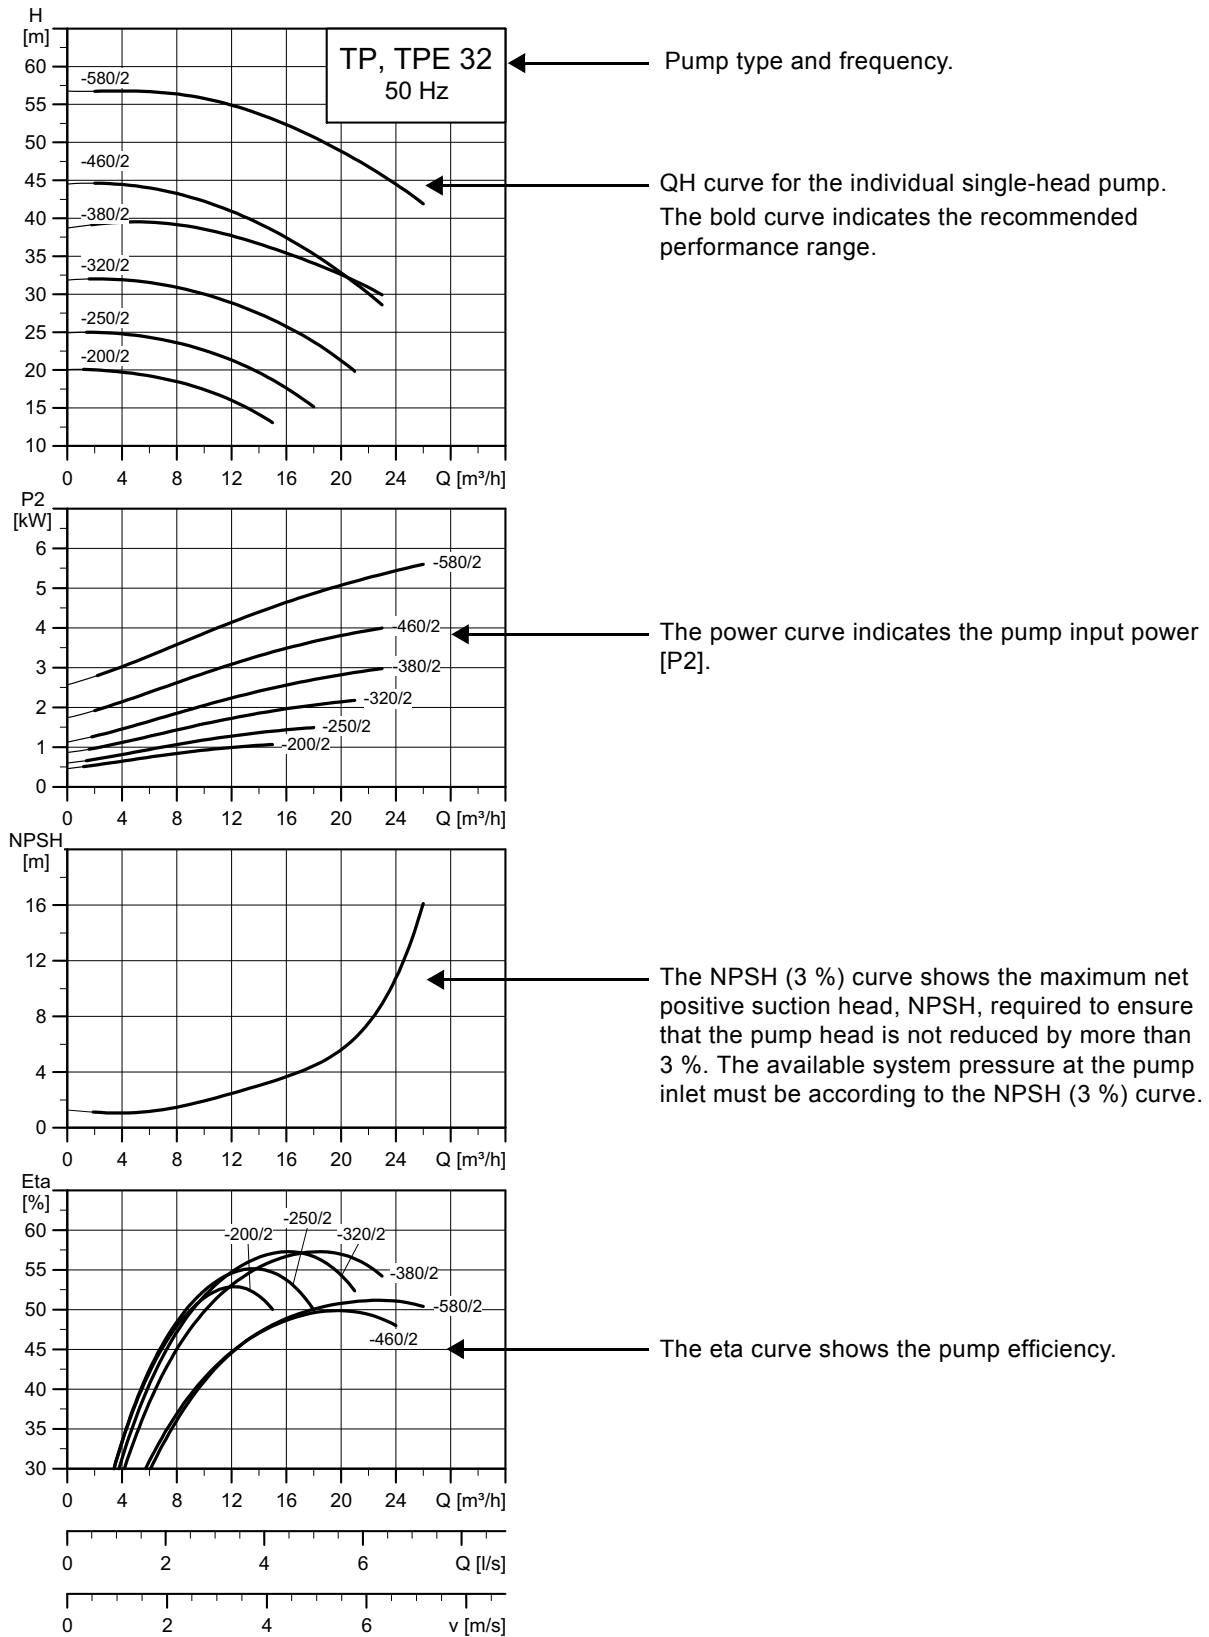 H
[m]
60
55
50
45
40
35
30
25
20
15
10
-580/2
-460/2
-380/2
-320/2
-250/2
-200/2
TP, TPE 32
50 Hz
Pump type and frequency.
QH curve for the individual single-head pump.
The bold curve indicates the recommended
performance range.
0 4 8 12 16 20 24 Q [m³/h]
P2
[kW]
6
5
4
3
2
1
0
-580/2
-460/2
-380/2
-320/2
-250/2
-200/2
The power curve indicates the pump input power
[P2].
0 4 8 12 16 20 24 Q [m³/h]
NPSH
[m]
16
12
8
4
0
The NPSH (3 %) curve shows the maximum net
positive suction head, NPSH, required to ensure
that the pump head is not reduced by more than
3 %. The available system pressure at the pump
inlet must be according to the NPSH (3 %) curve.
0 4 8 12 16 20 24 Q [m³/h]
Eta
[%]
60
55
50
45
40
35
30
-200/2
-250/2
-320/2
-380/2
-580/2
-460/2
The eta curve shows the pump efficiency.
0 4 8 12 16 20 24 Q [m³/h]
0 2 4 6 Q [l/s]
0 2 4 6 v [m/s]